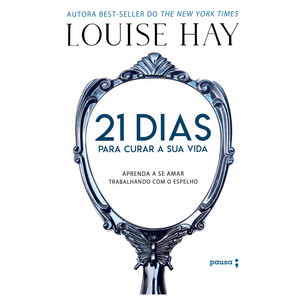 AUTORA BEST-SELLER DO THE NEW YORK TIMES
LOUISE HAY
21 DIAS
PARA CURAR A SUA VIDA
APRENDA A SE AMAR
TRABALHANDO COM O ESPELHO
pausa;